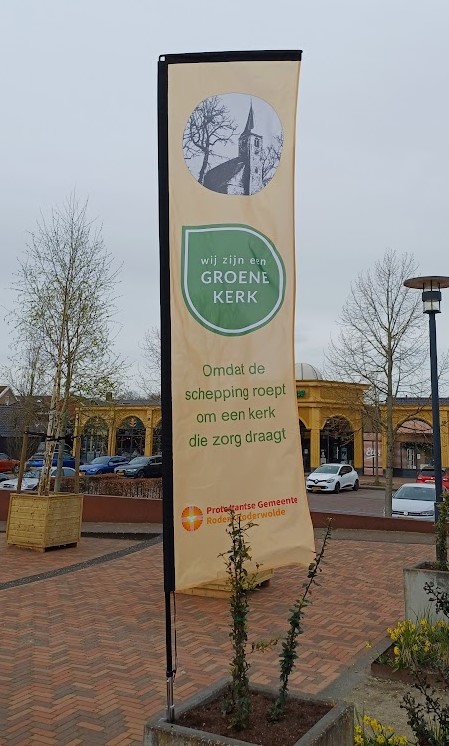 wij zijn een
GROENE
KERK
Omdat de
schepping roept
om een kerk
die zorg draagt
Protestantse Gemeente
Roden-Roderwolde